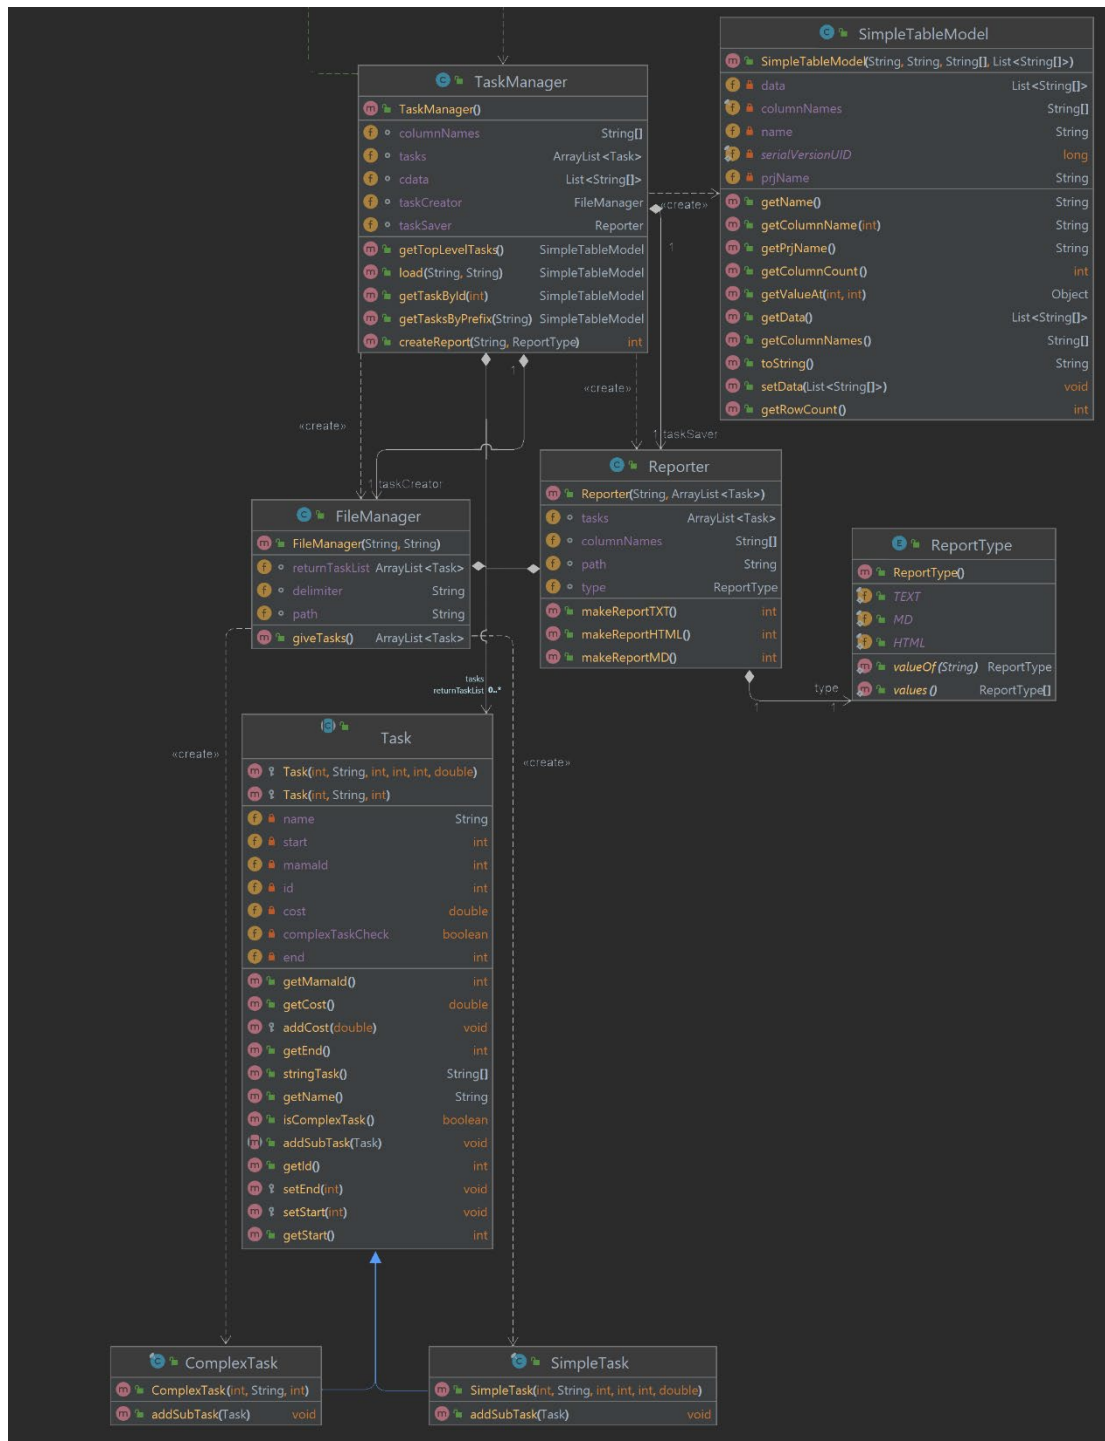 SimpleTableModel
SimpleTableModel(String, String, String[], List<String[]>)
data List<String[]>
columnNames String[]
name String
serialVersionUID long
prjName String
getName() String
getColumnName(int) String
getPrjName() String
getColumnCount() int
getValueAt(int, int) Object
getData() List<String[]>
getColumnNames() String[]
toString() String
setData(List<String[]>) void
getRowCount() int
TaskManager
TaskManager()
columnNames String[]
tasks ArrayList<Task>
cdata List<String[]>
taskCreator FileManager
taskSaver Reporter
getTopLevelTasks() SimpleTableModel
load(String, String) SimpleTableModel
getTaskById(int) SimpleTableModel
getTasksByPrefix(String) SimpleTableModel
createReport(String, ReportType) int
«create»
1
1
«create»
«create»
1 taskSaver
1 taskCreator
Reporter
Reporter(String, ArrayList<Task>)
tasks ArrayList<Task>
columnNames String[]
path String
type ReportType
makeReportTXT() int
makeReportHTML() int
makeReportMD() int
FileManager
FileManager(String, String)
returnTaskList ArrayList<Task>
delimiter String
path String
giveTasks() ArrayList<Task>
ReportType
ReportType()
TEXT
MD
HTML
valueOf(String) ReportType
values() ReportType[]
type
1
1
tasks
returnTaskList 0..*
«create»
«create»
Task
Task(int, String, int, int, int, double)
Task(int, String, int)
name String
start int
mamaId int
id int
cost double
complexTaskCheck boolean
end int
getMamaId() int
getCost() double
addCost(double) void
getEnd() int
stringTask() String[]
getName() String
isComplexTask() boolean
addSubTask(Task) void
getId() int
setEnd(int) void
setStart(int) void
getStart() int
ComplexTask
ComplexTask(int, String, int)
addSubTask(Task) void
SimpleTask
SimpleTask(int, String, int, int, int, double)
addSubTask(Task) void